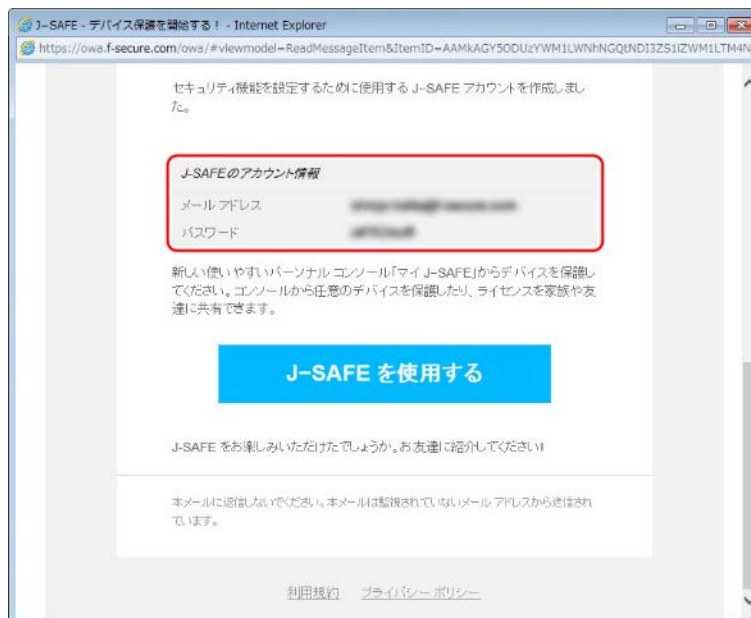 J-SAFE - デバイス保護を開始する! - Internet Explorer
https://owa.f-secure.com/owa/#viewmodel=ReadMessageItem&ItemID=
セキュリティ機能を設定するために使用する J-SAFE アカウントを作成しまし
た。
J-SAFEのアカウント情報
メール アドレス
パスワード
新しい使いやすいパーソナル コンソール「マイ J-SAFE」からデバイスを保護し
てください。コンソールから任意のデバイスを保護したり、ライセンスを家族や友
達に共有できます。
J-SAFE を使用する
J-SAFE をお楽しみいただけたでしょうか。お友達に紹介してください!
本メールに返信しないでください。本メールは監視されていないメール アドレスから送信され
ています。
利用規約 プライバシー ポリシー